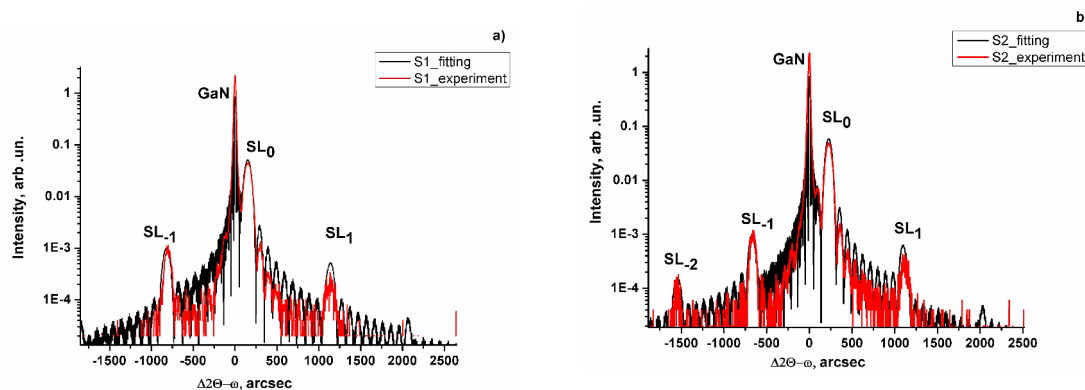 a)
S1_fitting
S1_experiment
GaN
SL0
SL-1
SL1
1
0.1
0.01
1E-3
1E-4
Intensity, arb .un.
-1500 -1000 -500 0 500 1000 1500 2000 2500
Δ2Θ−ω, arcsec
b
S2_fitting
S2_experiment
GaN
SL0
SL-1
SL1
SL-2
1
0.1
0.01
1E-3
1E-4
Intensity, arb .un.
-1500 -1000 -500 0 500 1000 1500 2000 2500
Δ2Θ−ω, arcsec